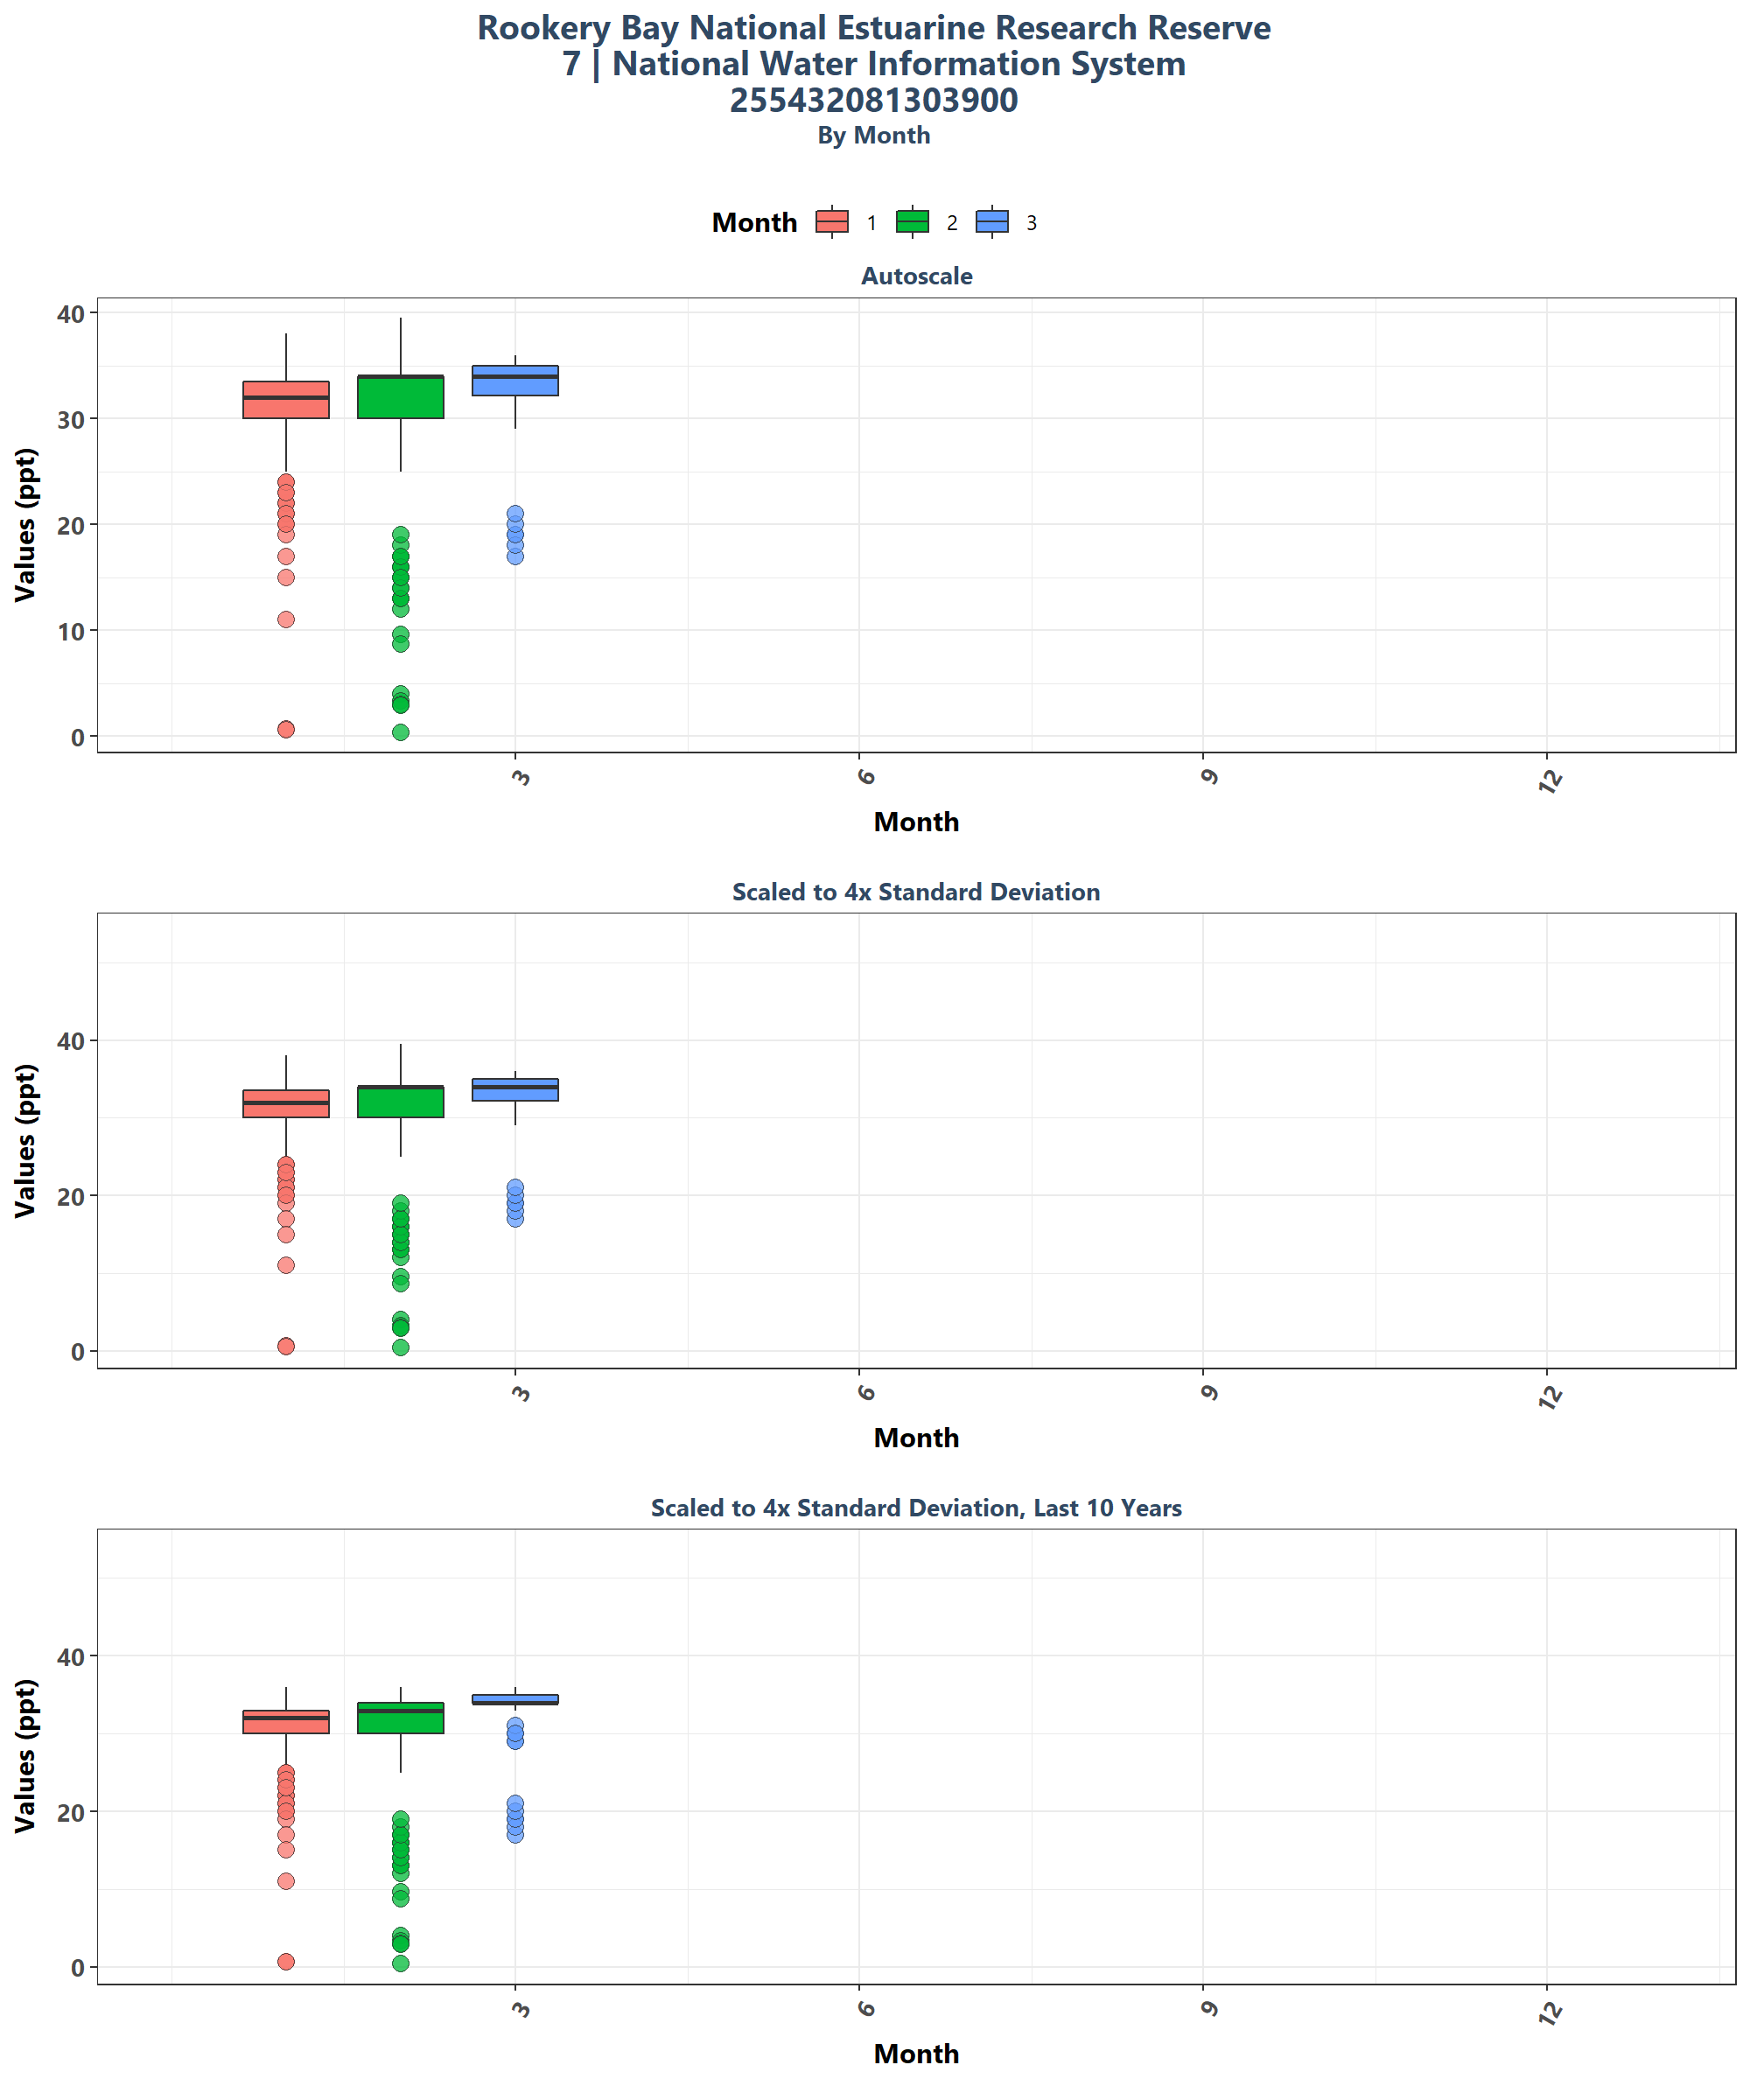 Rookery Bay National Estuarine Research Reserve
7 | National Water Information System
255432081303900
By Month
Month 1 2 3
Autoscale
Values (ppt)
40
30
20
10
0
3 6 9 12
Month
Scaled to 4x Standard Deviation
Values (ppt)
40
20
0
3 6 9 12
Month
Scaled to 4x Standard Deviation, Last 10 Years
Values (ppt)
40
20
0
3 6 9 12
Month